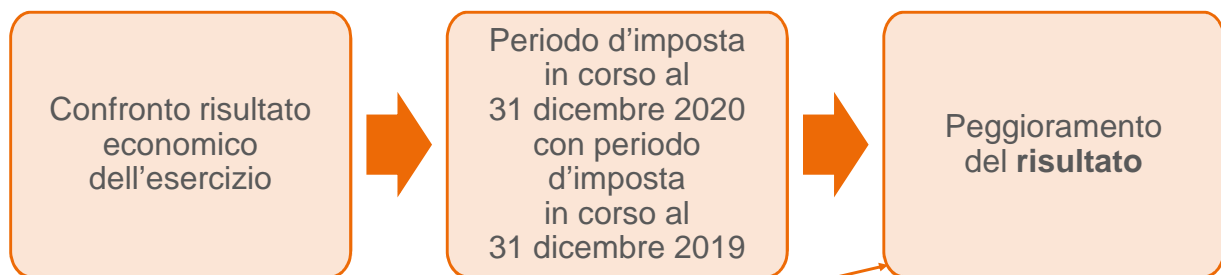 Confronto risultato
economico
dell’esercizio
Periodo d’imposta
in corso al
31 dicembre 2020
con periodo
d’imposta
in corso al
31 dicembre 2019
Peggioramento
del risultato